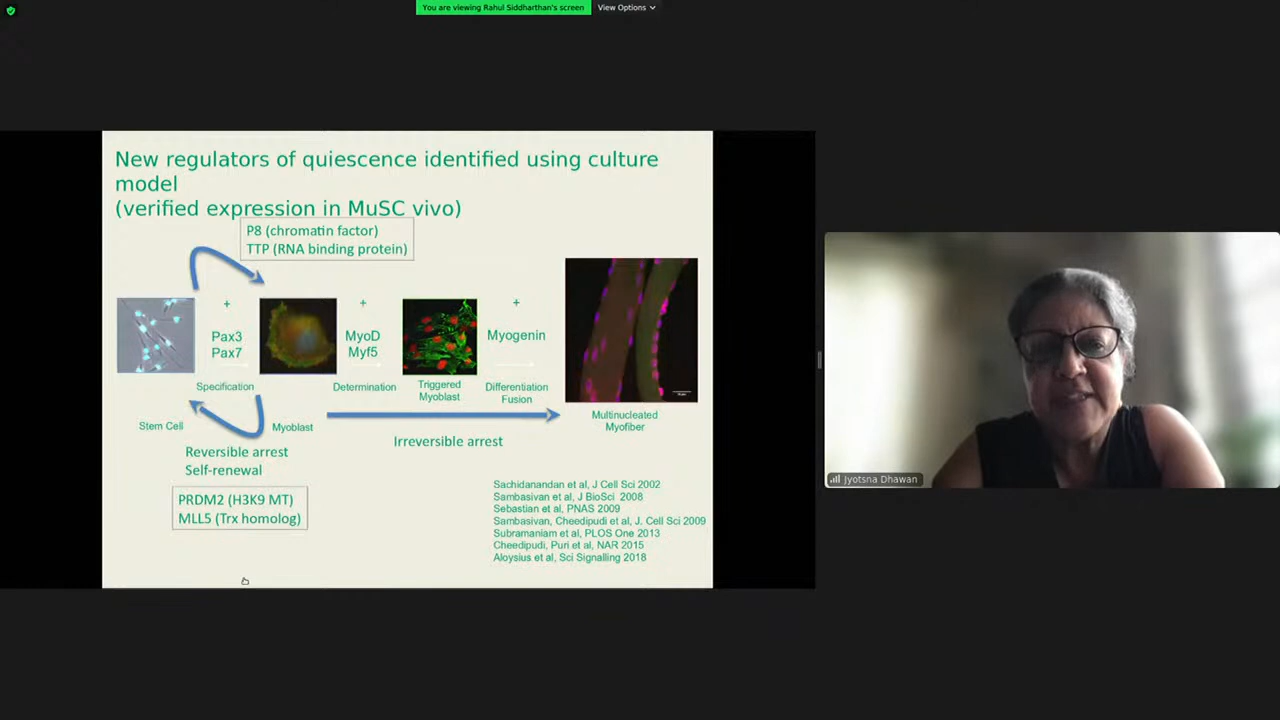 You are viewing Rahul Siddharthan's screen
View Options
New regulators of quiescence identified using culture
model
(verified expression in MuSC vivo)
P8 (chromatin factor)
TTP (RNA binding protein)
+
+
+
Pax3
Pax7
MyoD
Myf5
Myogenin
Specification
Determination
Triggered
Myoblast
Differentiation
Fusion
Multinucleated
Myofiber
Stem Cell
Myoblast
Irreversible arrest
Reversible arrest
Self-renewal
PRDM2 (H3K9 MT)
MLL5 (Trx homolog)
Sachidanandan et al, J Cell Sci 2002
Sambasivan et al, J BioSci 2008
Sebastian et al, PNAS 2009
Sambasivan, Cheedipudi et al, J. Cell Sci 2009
Subramaniam et al, PLOS One 2013
Cheedipudi, Puri et al, NAR 2015
Aloysius et al, Sci Signalling 2018
Jyotsna Dhawan